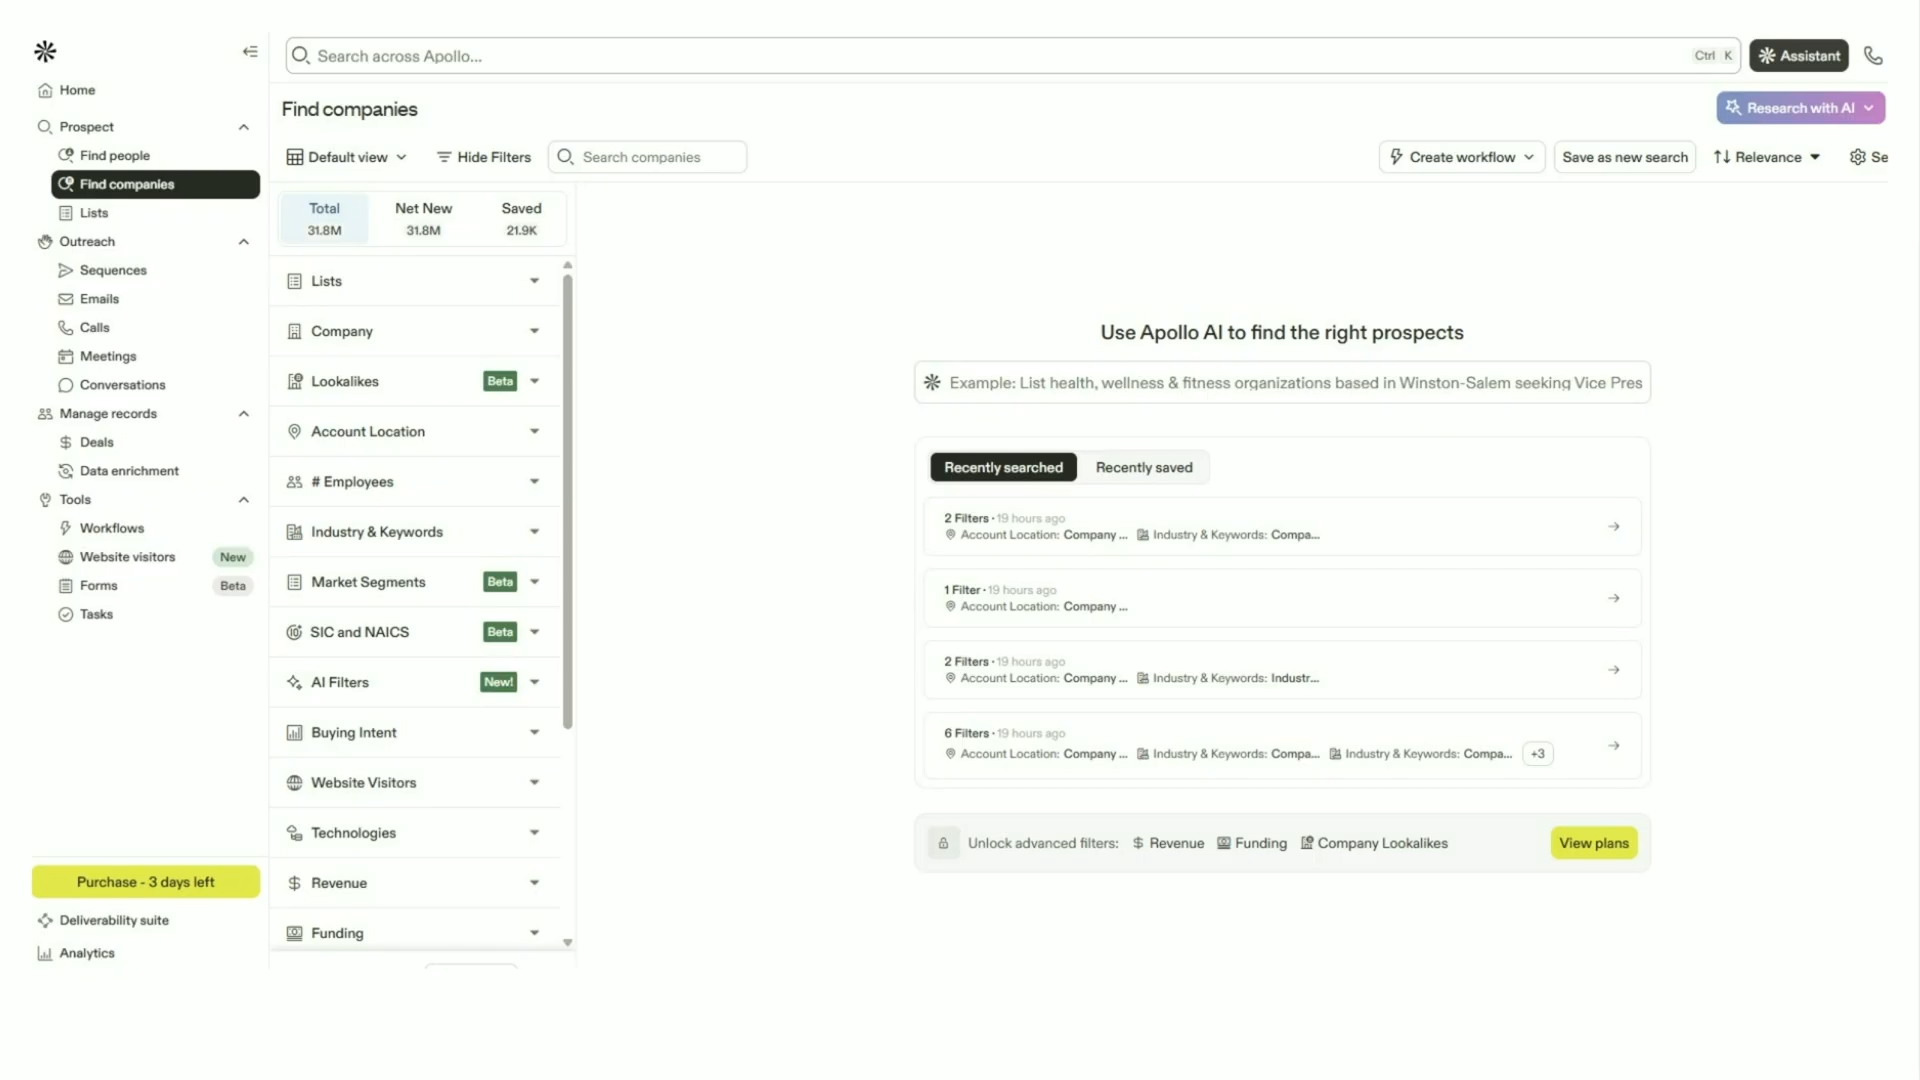 Search across Apollo...
Ctrl K
Assistant
Home
Prospect
Find people
Find companies
Lists
Outreach
Sequences
Emails
Calls
Meetings
Conversations
Manage records
Deals
Data enrichment
Tools
Workflows
Website visitors New
Forms Beta
Tasks
Purchase - 3 days left
Deliverability suite
Analytics
Find companies
Research with AI
Default view
Hide Filters
Search companies
Create workflow
Save as new search
Relevance
Se
Total Net New Saved
31.8M 31.8M 21.9K
Lists
Company
Lookalikes Beta
Account Location
# Employees
Industry & Keywords
Market Segments Beta
SIC and NAICS Beta
AI Filters New!
Buying Intent
Website Visitors
Technologies
$ Revenue
Funding
Use Apollo AI to find the right prospects
Example: List health, wellness & fitness organizations based in Winston-Salem seeking Vice Pres
Recently searched Recently saved
2 Filters · 19 hours ago
Account Location: Company ... Industry & Keywords: Compa...
1 Filter · 19 hours ago
Account Location: Company ...
2 Filters · 19 hours ago
Account Location: Company ... Industry & Keywords: Industr...
6 Filters · 19 hours ago
Account Location: Company ... Industry & Keywords: Compa... Industry & Keywords: Compa... +3
Unlock advanced filters: $ Revenue Funding Company Lookalikes
View plans